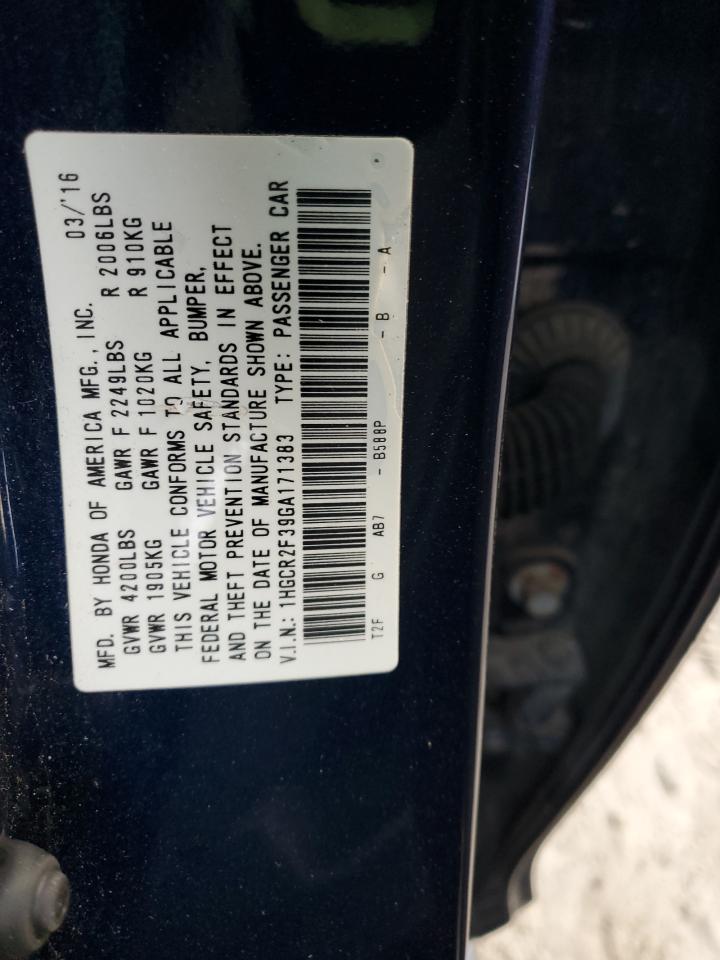 MFD. BY HONDA OF AMERICA MFG., INC. 03/'16
GVWR 4200LBS GAWR F 2249LBS R 2006LBS
GVWR 1905KG GAWR F 1020KG R 910KG
THIS VEHICLE CONFORMS TO ALL APPLICABLE
FEDERAL MOTOR VEHICLE SAFETY, BUMPER,
AND THEFT PREVENTION STANDARDS IN EFFECT
ON THE DATE OF MANUFACTURE SHOWN ABOVE.
V.I.N.: 1HGCR2F39GA171383 TYPE: PASSENGER CAR
T2F G AB7 - B588P - B - A